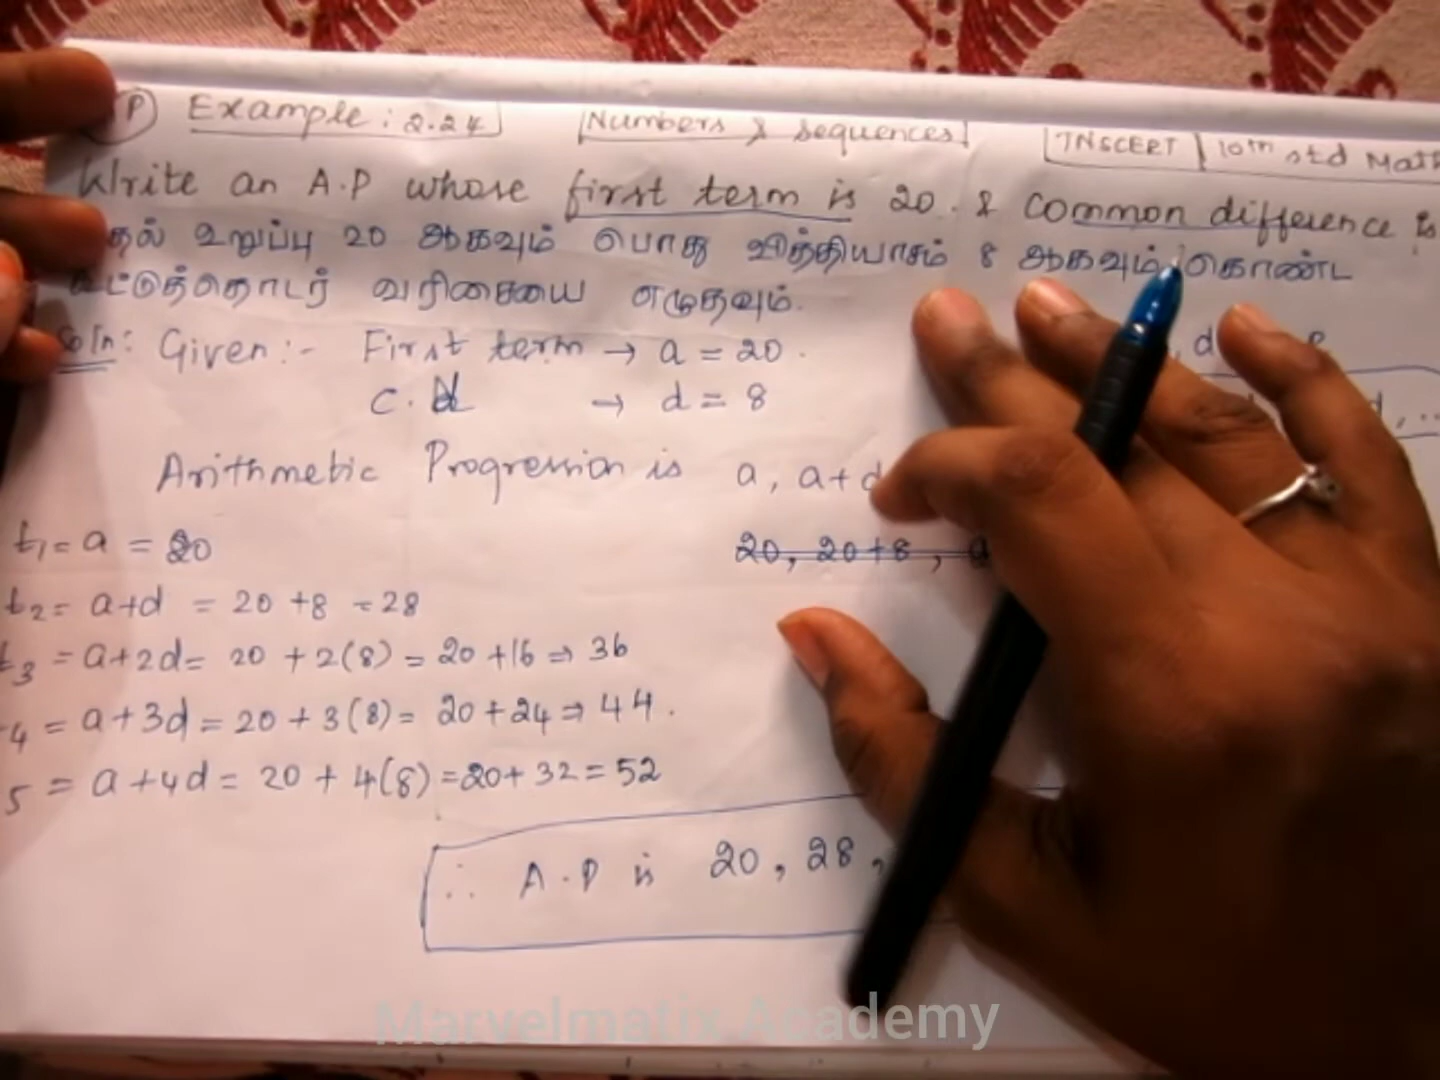 P) Example: 2.24 Numbers & sequences TNSCERT 10th std Math
Write an A.P whose first term is 20. & common difference is
உறுப்பு 20 ஆகவும் பொது வித்தியாசம் 8 ஆகவும் கொண்ட
கூட்டுத்தொடர் வரிசையை எழுதவும்.
Soln: Given :- First term → a = 20.
C. d → d = 8
Arithmetic Progression is a, a+d
t1 = a = 20
20, 20+8, a
t2 = a+d = 20 +8 = 28
t3 = a+2d = 20 + 2(8) = 20 +16 ⇒ 36
4 = a+3d = 20 + 3(8) = 20+24 ⇒ 44.
5 = a+4d = 20 + 4(8) = 20+ 32 = 52
∴ A.P is 20, 28,
Marvelmatix Academy